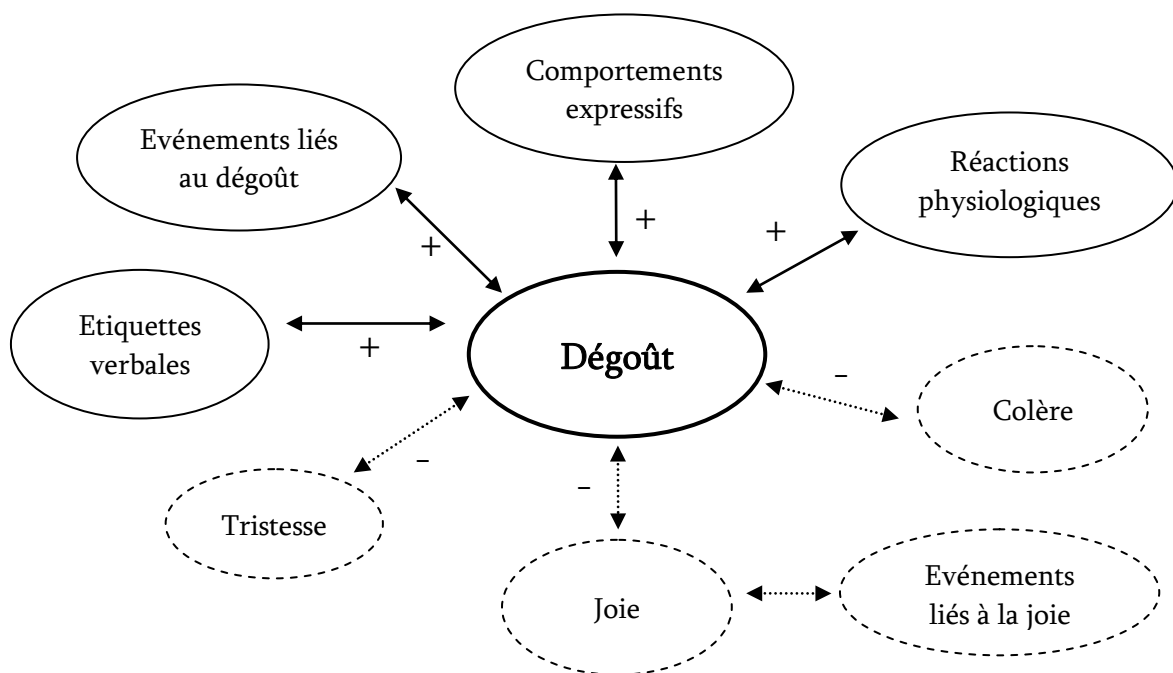 Comportements
expressifs
Evénements liés
au dégoût
Réactions
physiologiques
+
+
+
Etiquettes
verbales
+
Dégoût
–
Colère
–
–
Tristesse
Joie
Evénements
liés à la joie